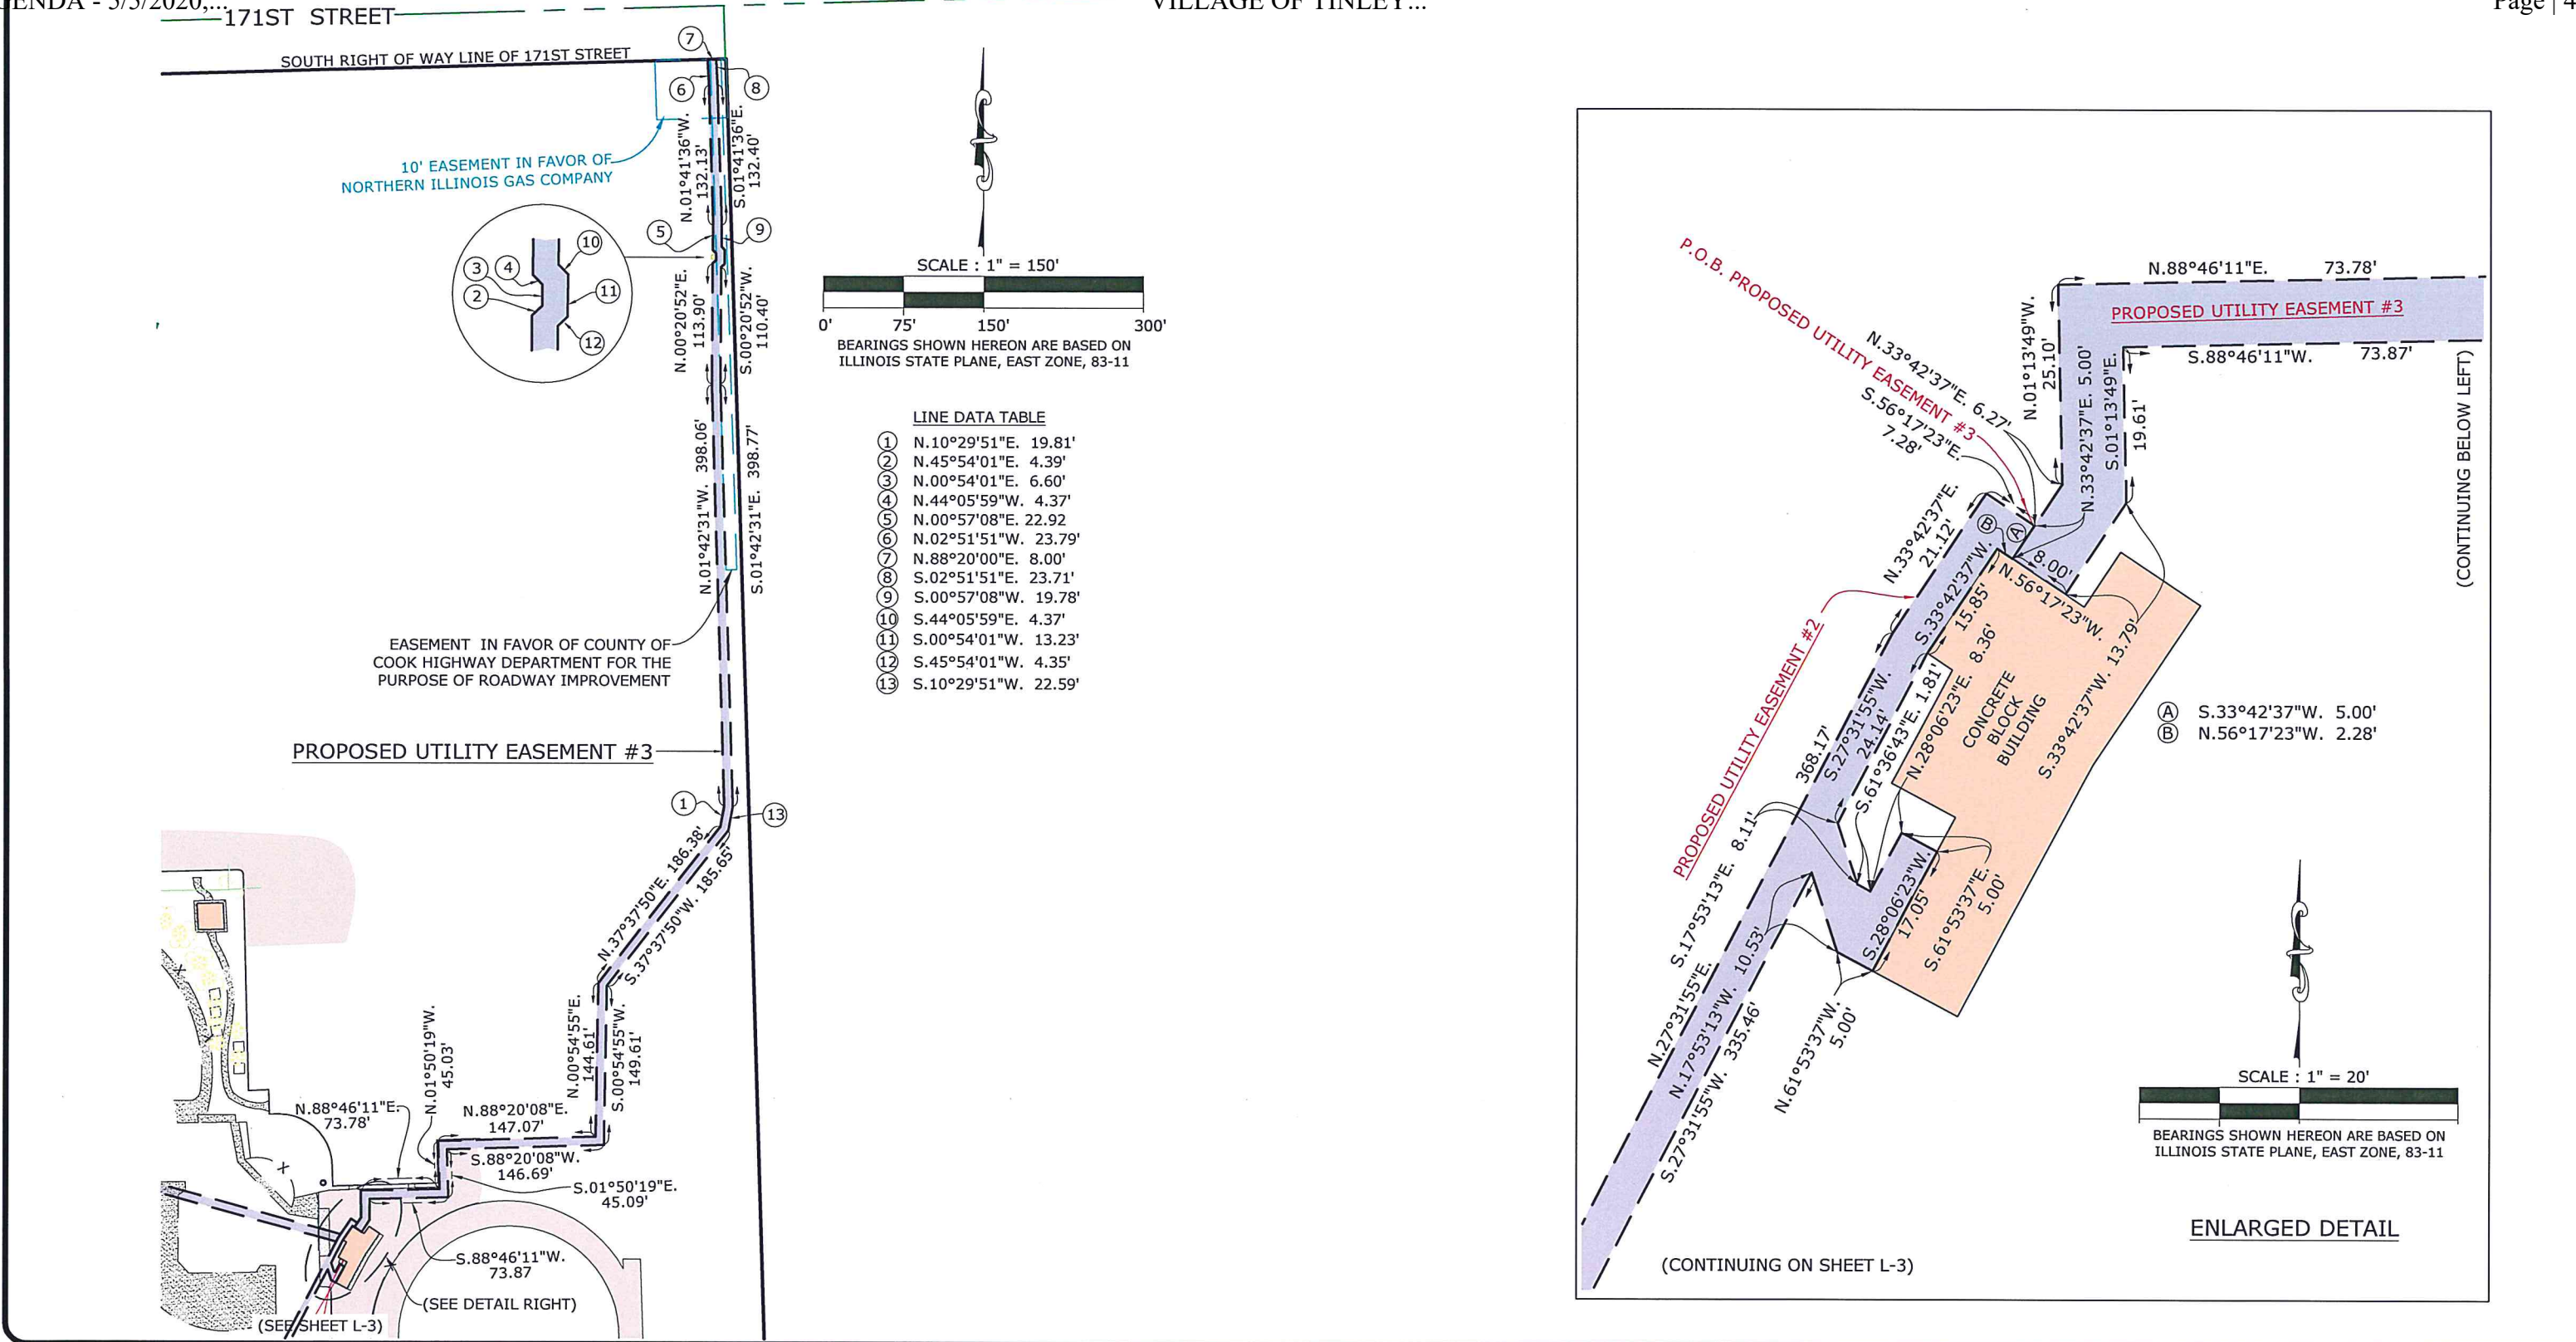 GENDA - 5/5/2020,...
VILLAGE OF TINLEY...
Page | 4
171ST STREET
SOUTH RIGHT OF WAY LINE OF 171ST STREET
7
6
8
10' EASEMENT IN FAVOR OF
NORTHERN ILLINOIS GAS COMPANY
N.01°41'36"W.
132.13'
S.01°41'36"E.
132.40'
5
9
3
4
2
10
11
12
N.00°20'52"E.
113.90'
S.00°20'52"W.
110.40'
N.01°42'31"W. 398.06'
S.01°42'31"E. 398.77'
EASEMENT IN FAVOR OF COUNTY OF
COOK HIGHWAY DEPARTMENT FOR THE
PURPOSE OF ROADWAY IMPROVEMENT
PROPOSED UTILITY EASEMENT #3
1
13
N.37°37'50"E. 186.38'
S.37°37'50"W. 185.65'
N.00°54'55"E.
144.61'
S.00°54'55"W.
149.61'
N.01°50'19"W.
45.03'
N.88°46'11"E.
73.78'
N.88°20'08"E.
147.07'
S.88°20'08"W.
146.69'
S.01°50'19"E.
45.09'
S.88°46'11"W.
73.87
(SEE DETAIL RIGHT)
(SEE SHEET L-3)
SCALE : 1" = 150'
0' 75' 150' 300'
BEARINGS SHOWN HEREON ARE BASED ON
ILLINOIS STATE PLANE, EAST ZONE, 83-11
LINE DATA TABLE
1 N.10°29'51"E. 19.81'
2 N.45°54'01"E. 4.39'
3 N.00°54'01"E. 6.60'
4 N.44°05'59"W. 4.37'
5 N.00°57'08"E. 22.92
6 N.02°51'51"W. 23.79'
7 N.88°20'00"E. 8.00'
8 S.02°51'51"E. 23.71'
9 S.00°57'08"W. 19.78'
10 S.44°05'59"E. 4.37'
11 S.00°54'01"W. 13.23'
12 S.45°54'01"W. 4.35'
13 S.10°29'51"W. 22.59'
P.O.B. PROPOSED UTILITY EASEMENT #3
N.33°42'37"E. 6.27'
S.56°17'23"E.
7.28'
N.88°46'11"E. 73.78'
PROPOSED UTILITY EASEMENT #3
S.88°46'11"W. 73.87'
N.01°13'49"W.
25.10'
N.33°42'37"E. 5.00'
S.01°13'49"E.
19.61'
(CONTINUING BELOW LEFT)
N.33°42'37"E.
21.12'
B
A
8.00'
N.56°17'23"W.
S.33°42'37"W.
15.85'
PROPOSED UTILITY EASEMENT #2
CONCRETE
BLOCK
BUILDING
S.33°42'37"W. 13.79'
A S.33°42'37"W. 5.00'
B N.56°17'23"W. 2.28'
368.17'
S.27°31'55"W.
24.14'
S.61°36'43"E. 1.81'
N.28°06'23"E. 8.36'
S.17°53'13"E. 8.11'
S.28°06'23"W.
17.05'
S.61°53'37"E.
5.00'
N.27°31'55"E.
N.17°53'13"W. 10.53'
S.27°31'55"W. 335.46'
N.61°53'37"W.
5.00'
SCALE : 1" = 20'
BEARINGS SHOWN HEREON ARE BASED ON
ILLINOIS STATE PLANE, EAST ZONE, 83-11
ENLARGED DETAIL
(CONTINUING ON SHEET L-3)